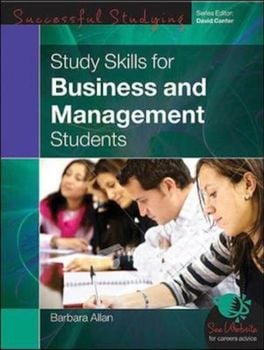 Successful Studying
Series Editor:
David Canter
Study Skills for
Business and
Management
Students
Barbara Allan
See Website
for careers advice